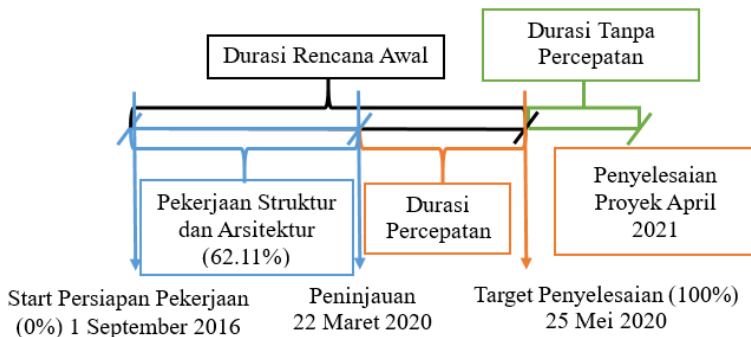 Durasi Rencana Awal
Durasi Tanpa
Percepatan
Pekerjaan Struktur
dan Arsitektur
(62.11%)
Durasi
Percepatan
Penyelesaian
Proyek April
2021
Start Persiapan Pekerjaan
(0%) 1 September 2016
Peninjauan
22 Maret 2020
Target Penyelesaian (100%)
25 Mei 2020